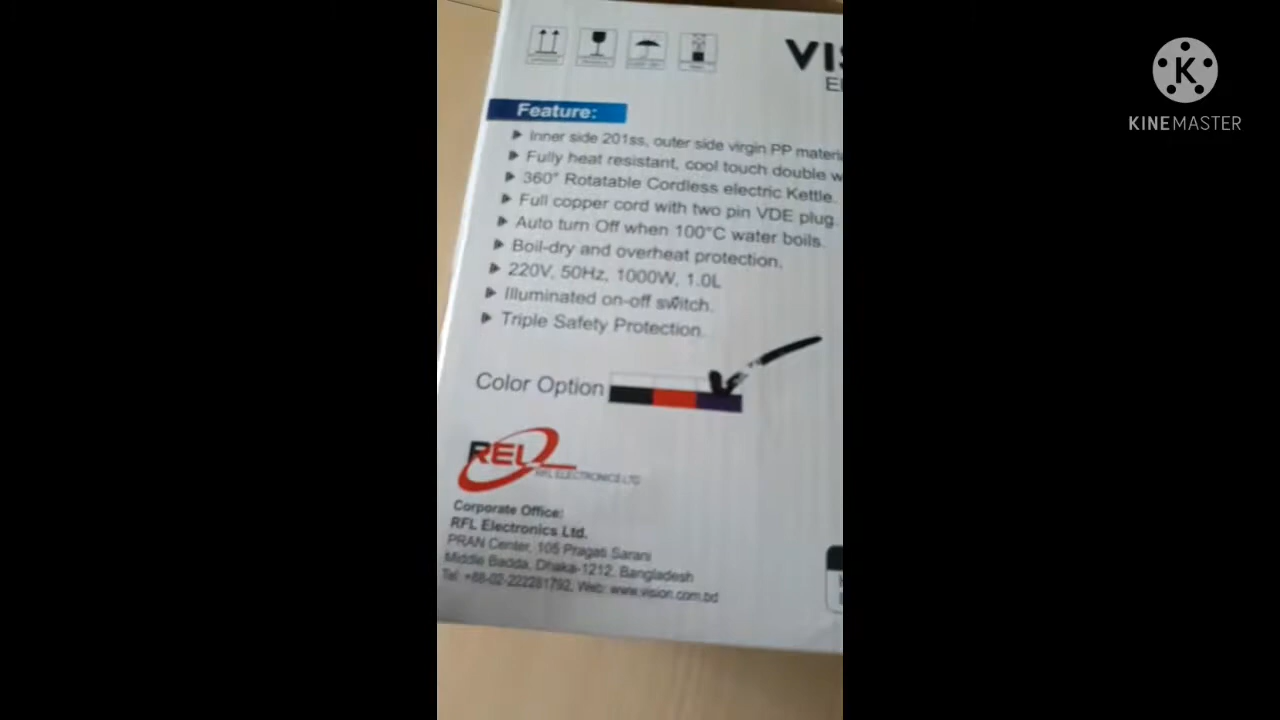 VIS
El
Feature:
Inner side 201ss, outer side virgin PP materi
Fully heat resistant, cool touch double w
360° Rotatable Cordless electric Kettle.
Full copper cord with two pin VDE plug.
Auto turn Off when 100°C water boils.
Boil-dry and overheat protection.
220V, 50Hz, 1000W, 1.0L
Illuminated on-off switch.
Triple Safety Protection.
Color Option
REL
RFL ELECTRONICS LTD
Corporate Office:
RFL Electronics Ltd.
PRAN Center, 105 Pragati Sarani
Middle Badda, Dhaka-1212, Bangladesh
Tel: +88-02-222281792, Web: www.vision.com.bd
K
KINEMASTER